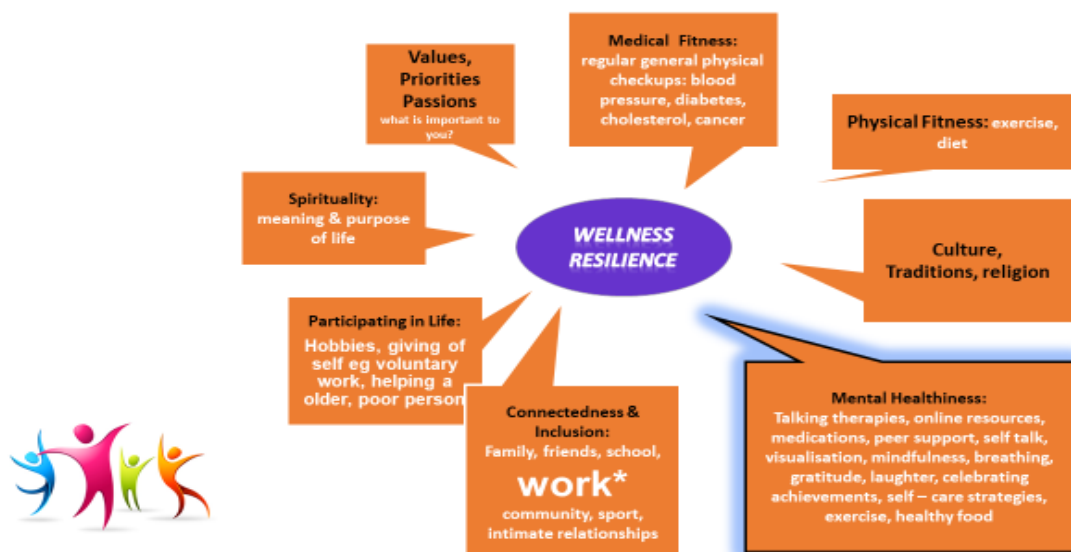 Values,
Priorities
Passions
what is important to
you?
Medical Fitness:
regular general physical
checkups: blood
pressure, diabetes,
cholesterol, cancer
Physical Fitness: exercise,
diet
Spirituality:
meaning & purpose
of life
WELLNESS
RESILIENCE
Culture,
Traditions, religion
Participating in Life:
Hobbies, giving of
self eg voluntary
work, helping a
older, poor person
Connectedness &
Inclusion:
Family, friends, school,
work*
community, sport,
intimate relationships
Mental Healthiness:
Talking therapies, online resources,
medications, peer support, self talk,
visualisation, mindfulness, breathing,
gratitude, laughter, celebrating
achievements, self – care strategies,
exercise, healthy food